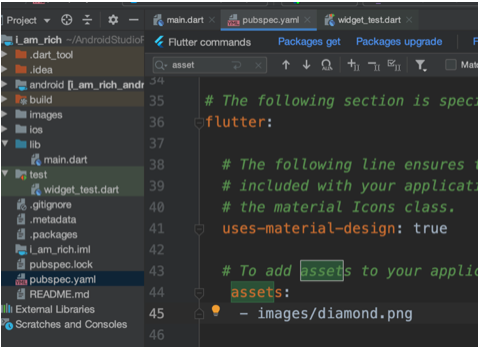 Project
main.dart
pubspec.yaml
widget_test.dart
i_am_rich ~/AndroidStudioP
Flutter commands
Packages get
Packages upgrade
.dart_tool
.idea
android [i_am_rich_andr
build
images
ios
lib
main.dart
test
widget_test.dart
.gitignore
.metadata
.packages
i_am_rich.iml
pubspec.lock
pubspec.yaml
README.md
External Libraries
Scratches and Consoles
asset
34
35 # The following section is speci
36 flutter:
37
38 # The following line ensures t
39 # included with your applicati
40 # the material Icons class.
41 uses-material-design: true
42
43 # To add assets to your applic
44 assets:
45 - images/diamond.png
46